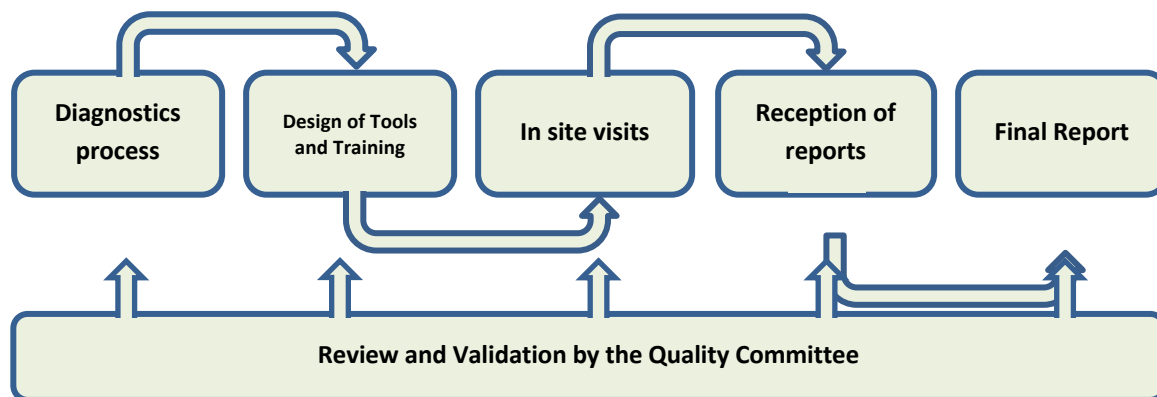 Diagnostics
process
Design of Tools
and Training
In site visits
Reception of
reports
Final Report
Review and Validation by the Quality Committee